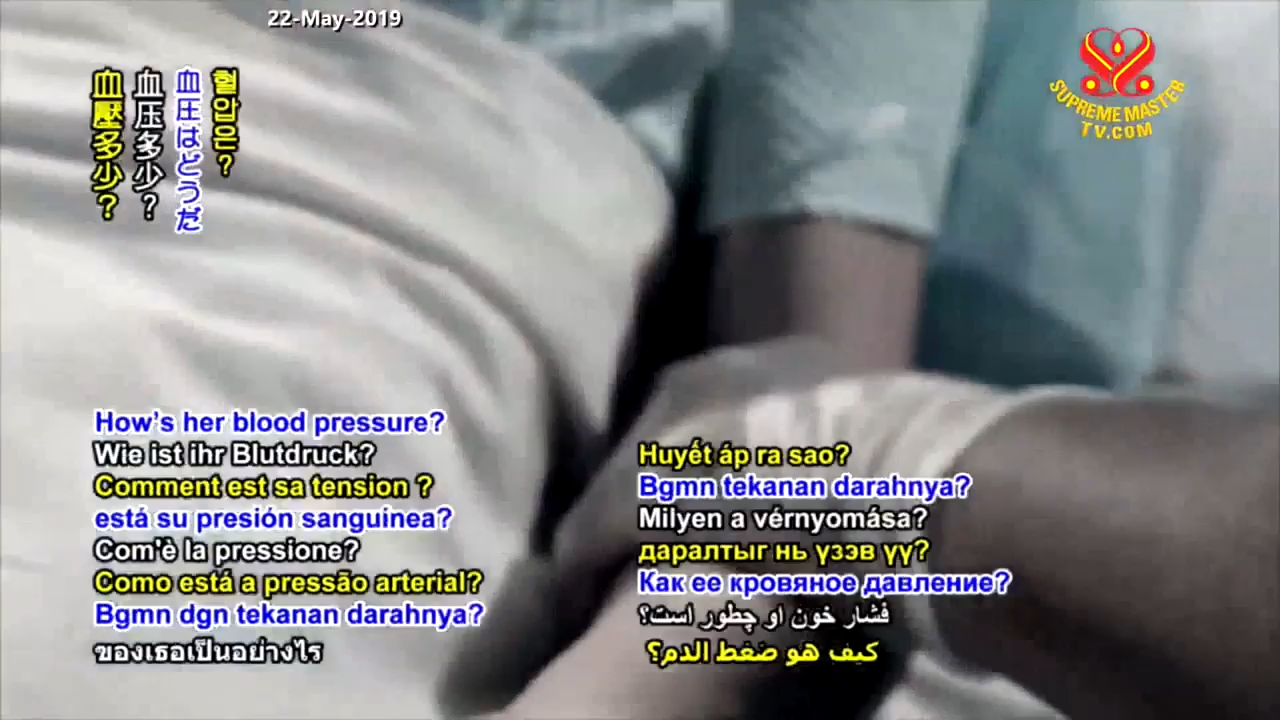 22-May-2019
SUPREME MASTER
TV.COM
血壓多少?
血压多少?
血圧はどうだ
혈압은?
How's her blood pressure?
Wie ist ihr Blutdruck?
Comment est sa tension ?
está su presión sanguínea?
Com'è la pressione?
Como está a pressão arterial?
Bgmn dgn tekanan darahnya?
ของเธอเป็นอย่างไร
Huyết áp ra sao?
Bgmn tekanan darahnya?
Milyen a vérnyomása?
даралтыг нь үзэв үү?
Как ее кровяное давление?
فشار خون او چطور است؟
كيف هو ضغط الدم؟